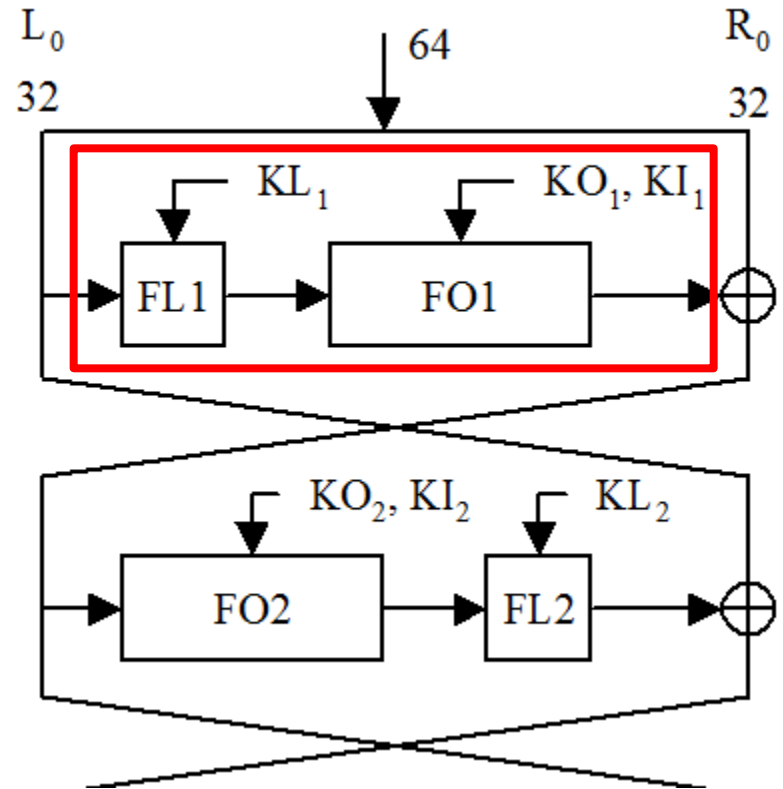 L₀ 64 R₀
32 32
KL₁ KO₁, KI₁
FL1 FO1
KO₂, KI₂ KL₂
FO2 FL2